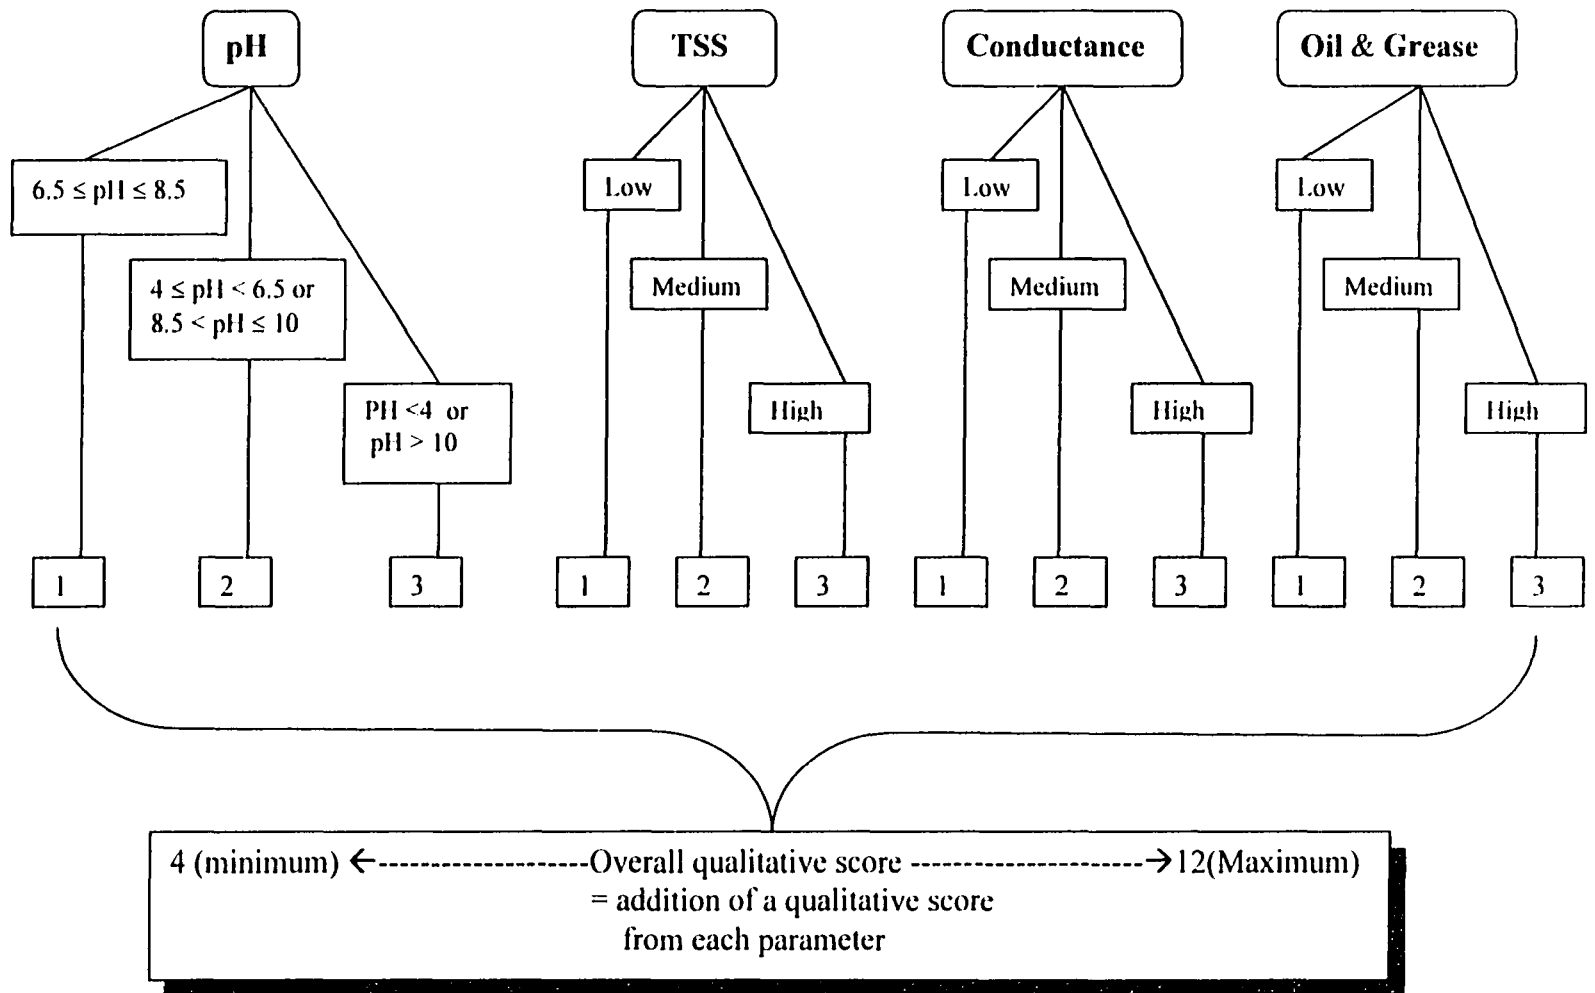 pH
TSS
Conductance
Oil & Grease
6.5 ≤ pH ≤ 8.5
Low
Low
Low
4 ≤ pH < 6.5 or
8.5 < pH ≤ 10
Medium
Medium
Medium
PH <4 or
pH > 10
High
High
High
1
2
3
1
2
3
1
2
3
1
2
3
4 (minimum) ←--------------------Overall qualitative score --------------------→12(Maximum)
= addition of a qualitative score
from each parameter